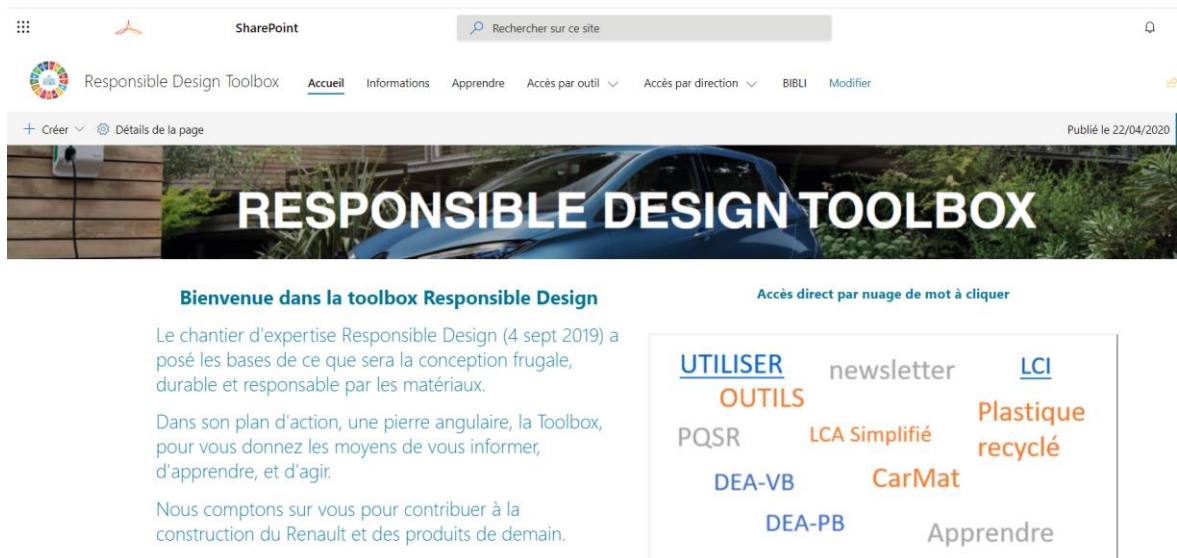 SharePoint
Rechercher sur ce site
Responsible Design Toolbox
Accueil
Informations
Apprendre
Accès par outil
Accès par direction
BIBLI
Modifier
Créer
Détails de la page
Publié le 22/04/2020
RESPONSIBLE DESIGN TOOLBOX
Bienvenue dans la toolbox Responsible Design
Le chantier d'expertise Responsible Design (4 sept 2019) a
posé les bases de ce que sera la conception frugale,
durable et responsable par les matériaux.
Dans son plan d'action, une pierre angulaire, la Toolbox,
pour vous donnez les moyens de vous informer,
d'apprendre, et d'agir.
Nous comptons sur vous pour contribuer à la
construction du Renault et des produits de demain.
Accès direct par nuage de mot à cliquer
UTILISER
newsletter
LCI
OUTILS
Plastique
recyclé
PQSR
LCA Simplifié
CarMat
DEA-VB
DEA-PB
Apprendre